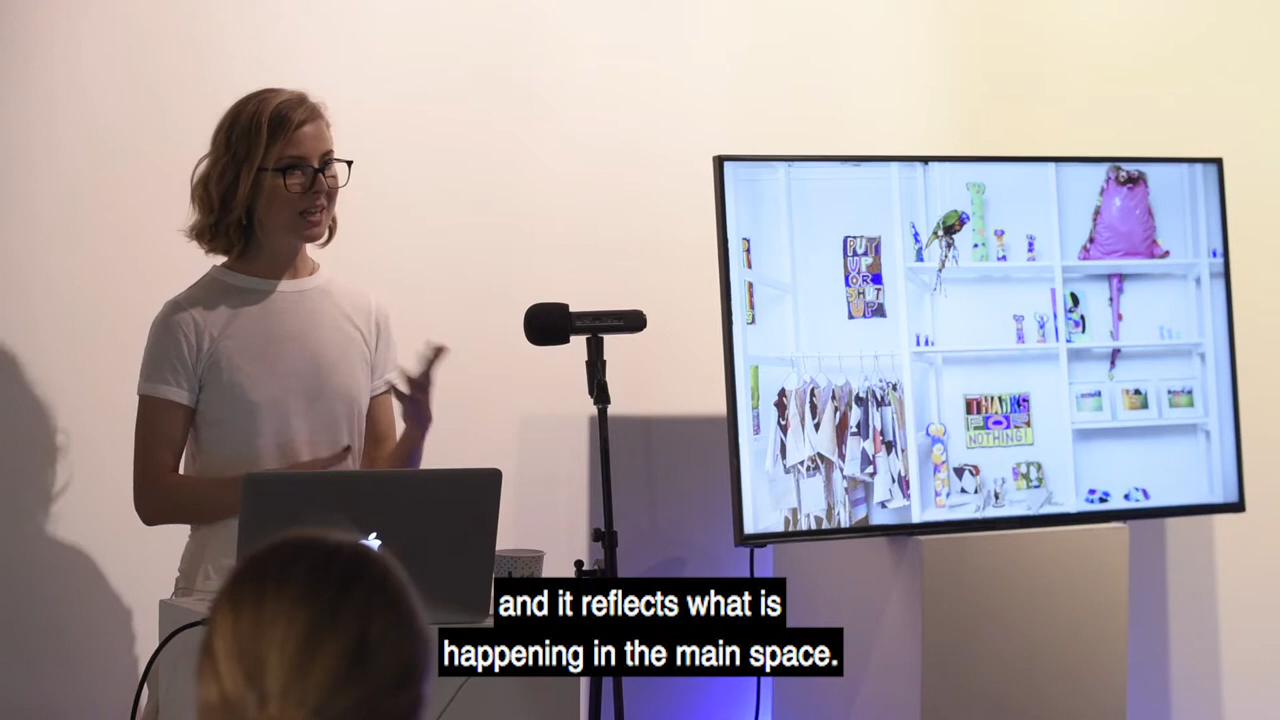 PUT
UP
OR
SHUT
UP
THANKS
FOR
NOTHING!
and it reflects what is
happening in the main space.